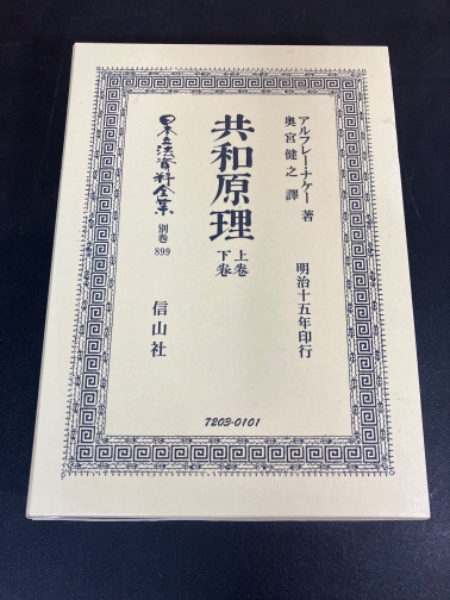 アルフレー・ナケー 著
奥宮健之 譯
明治十五年印行
共和原理 上卷
下卷
日本立法資料全集 別巻 899
信山社
7203-0101